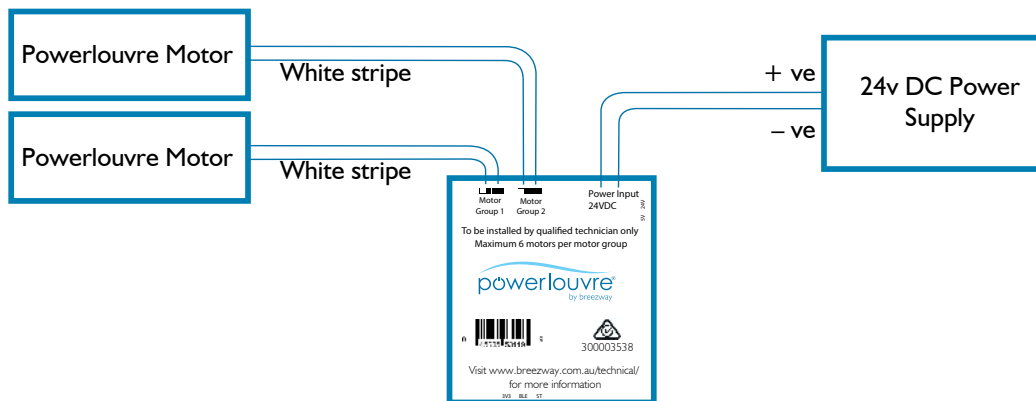 Powerlouvre Motor
White stripe
Powerlouvre Motor
White stripe
+ ve
– ve
24v DC Power
Supply
Motor
Group 1
Motor
Group 2
Power Input
24VDC
5V 24V
To be installed by qualified technician only
Maximum 6 motors per motor group
powerlouvre®
by breezway
300003538
Visit www.breezway.com.au/technical/
for more information
3V3 BLE ST